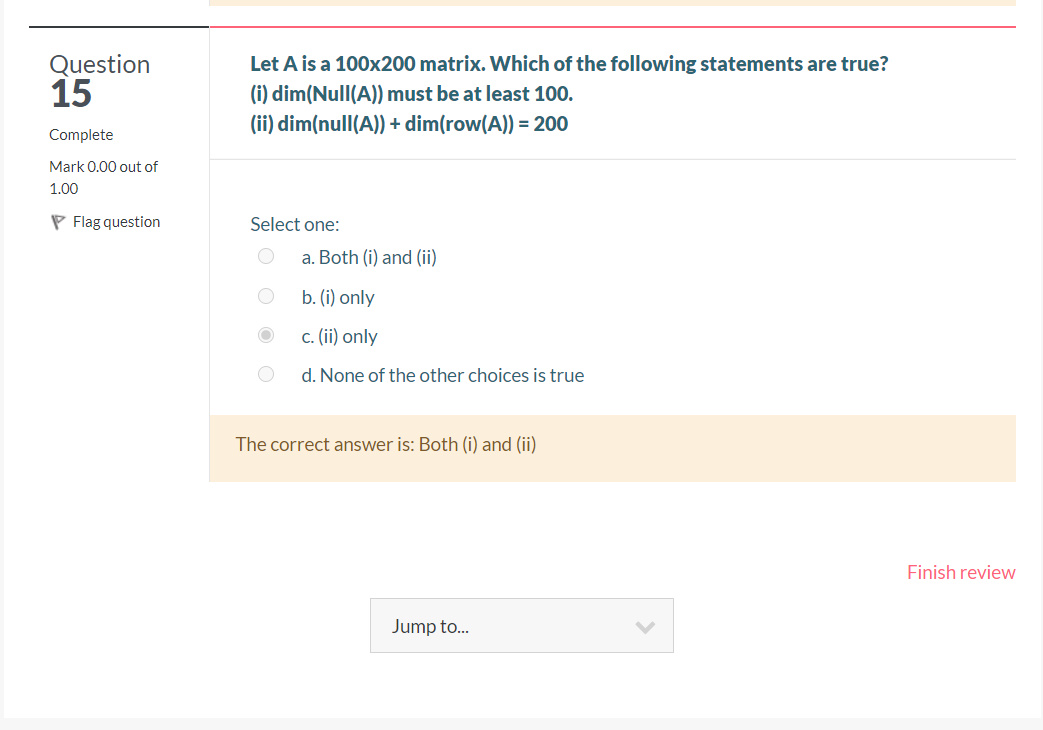 Question
15
Complete
Mark 0.00 out of
1.00
Flag question
Let A is a 100x200 matrix. Which of the following statements are true?
(i) dim(Null(A)) must be at least 100.
(ii) dim(null(A)) + dim(row(A)) = 200
Select one:
a. Both (i) and (ii)
b. (i) only
c. (ii) only
d. None of the other choices is true
The correct answer is: Both (i) and (ii)
Finish review
Jump to...